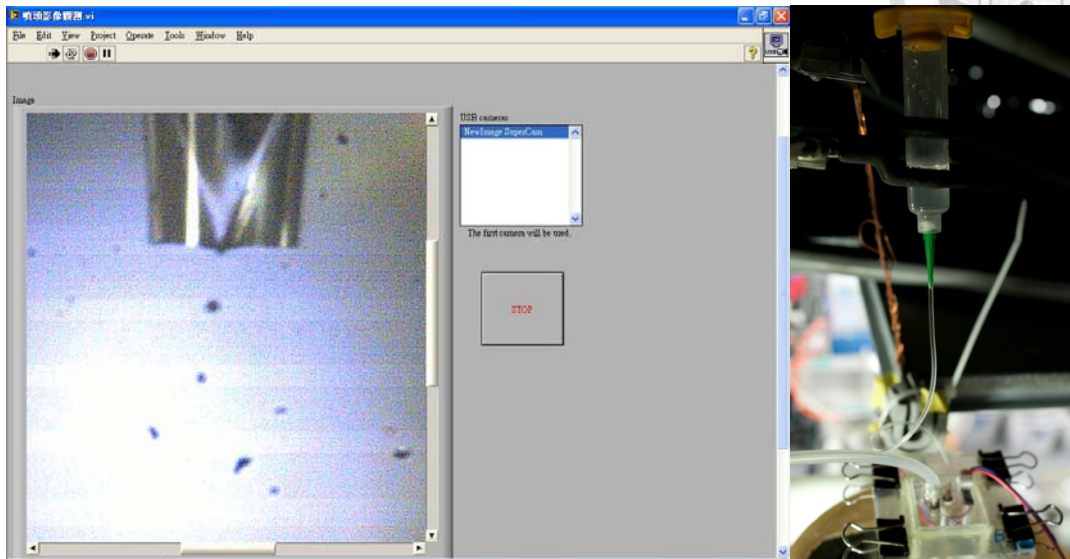 噴頭影像觀測.vi
File Edit View Project Operate Tools Window Help
Image
USB cameras
NewImage SuperCam
The first camera will be used.
STOP